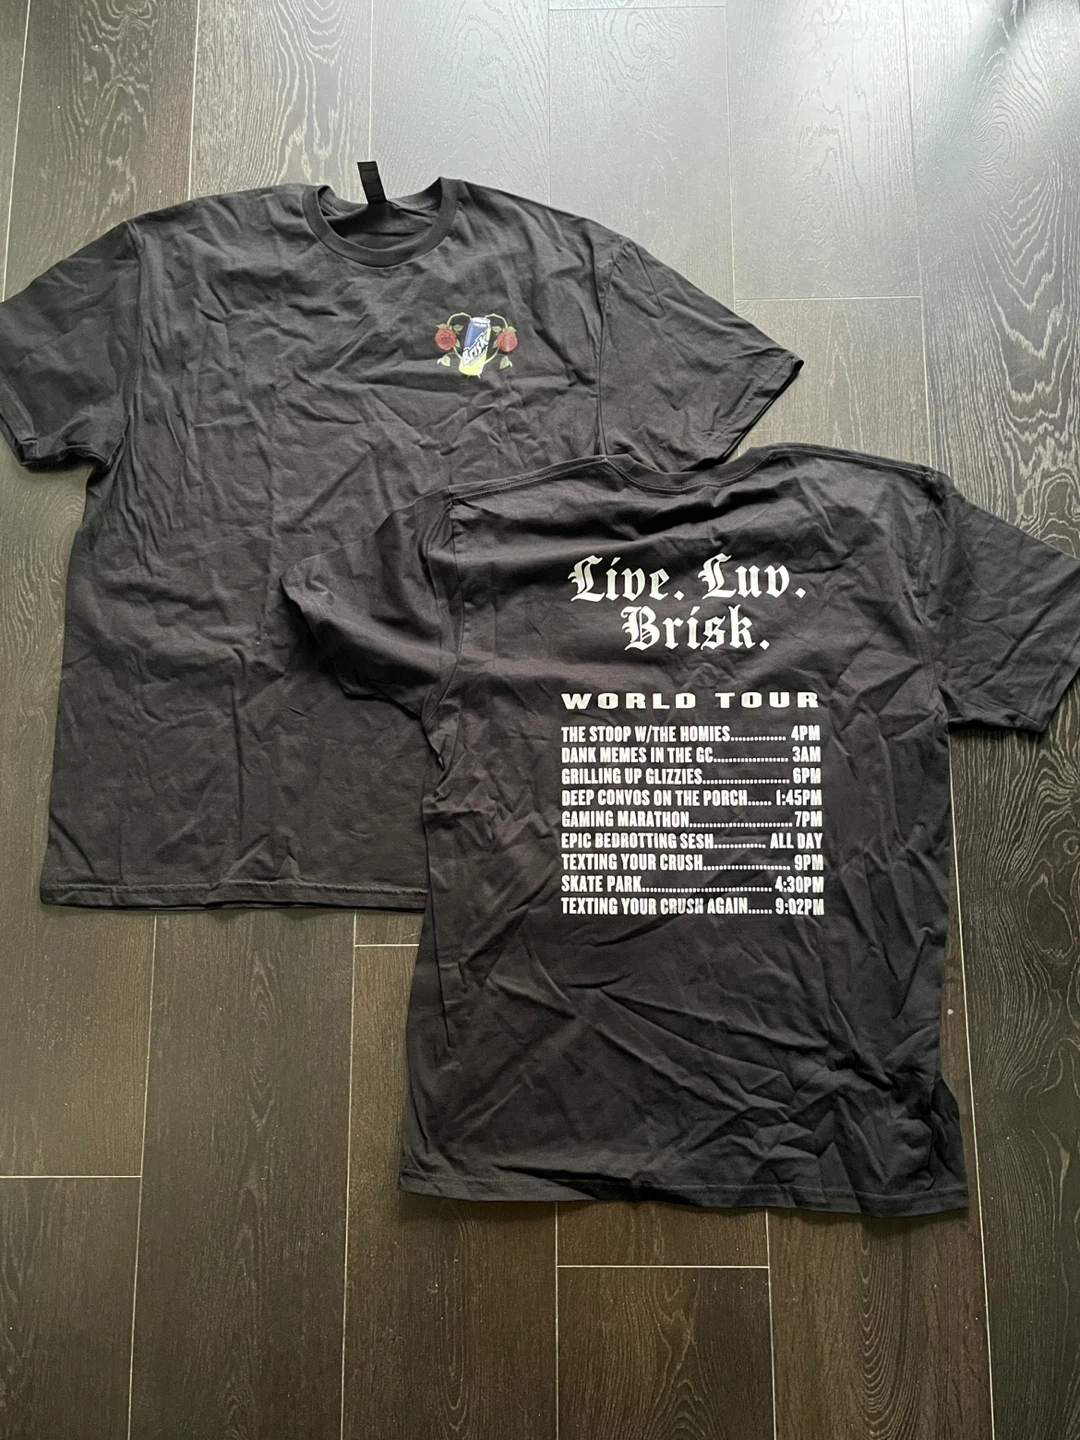 Brisk
Live. Luv.
Brisk.
WORLD TOUR
THE STOOP W/THE HOMIES.............. 4PM
DANK MEMES IN THE GC................... 3AM
GRILLING UP GLIZZIES....................... 6PM
DEEP CONVOS ON THE PORCH...... 1:45PM
GAMING MARATHON.......................... 7PM
EPIC BEDROTTING SESH............. ALL DAY
TEXTING YOUR CRUSH...................... 9PM
SKATE PARK................................. 4:30PM
TEXTING YOUR CRUSH AGAIN...... 9:02PM